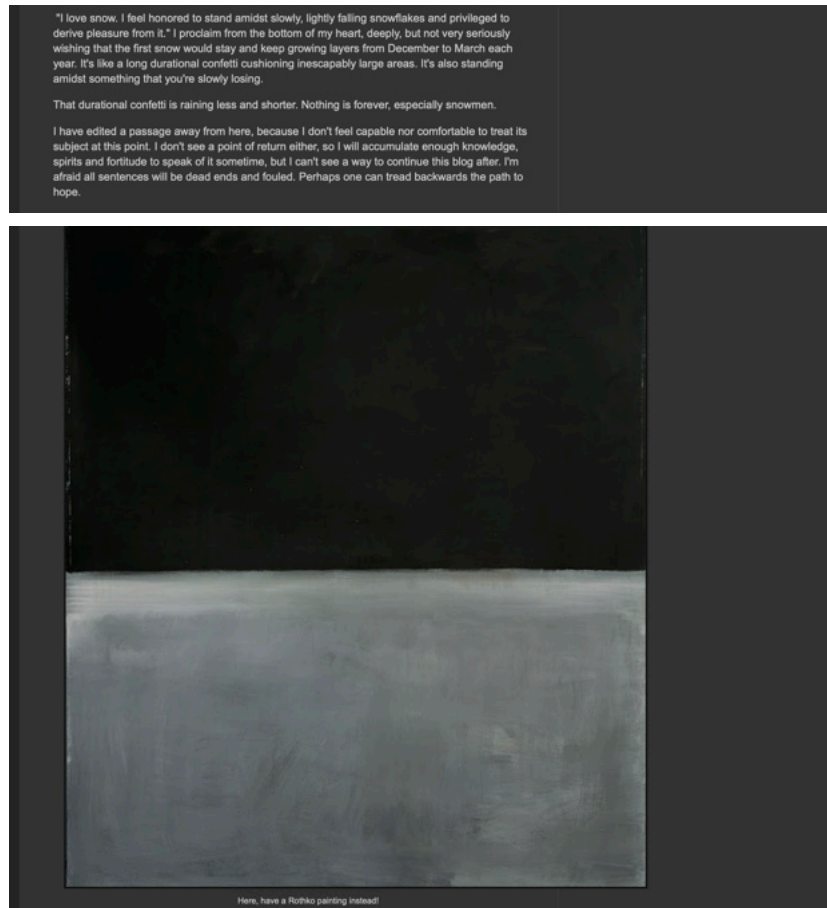 "I love snow. I feel honored to stand amidst slowly, lightly falling snowflakes and privileged to
derive pleasure from it." I proclaim from the bottom of my heart, deeply, but not very seriously
wishing that the first snow would stay and keep growing layers from December to March each
year. It's like a long durational confetti cushioning inescapably large areas. It's also standing
amidst something that you're slowly losing.
That durational confetti is raining less and shorter. Nothing is forever, especially snowmen.
I have edited a passage away from here, because I don't feel capable nor comfortable to treat its
subject at this point. I don't see a point of return either, so I will accumulate enough knowledge,
spirits and fortitude to speak of it sometime, but I can't see a way to continue this blog after. I'm
afraid all sentences will be dead ends and fouled. Perhaps one can tread backwards the path to
hope.
Here, have a Rothko painting instead!